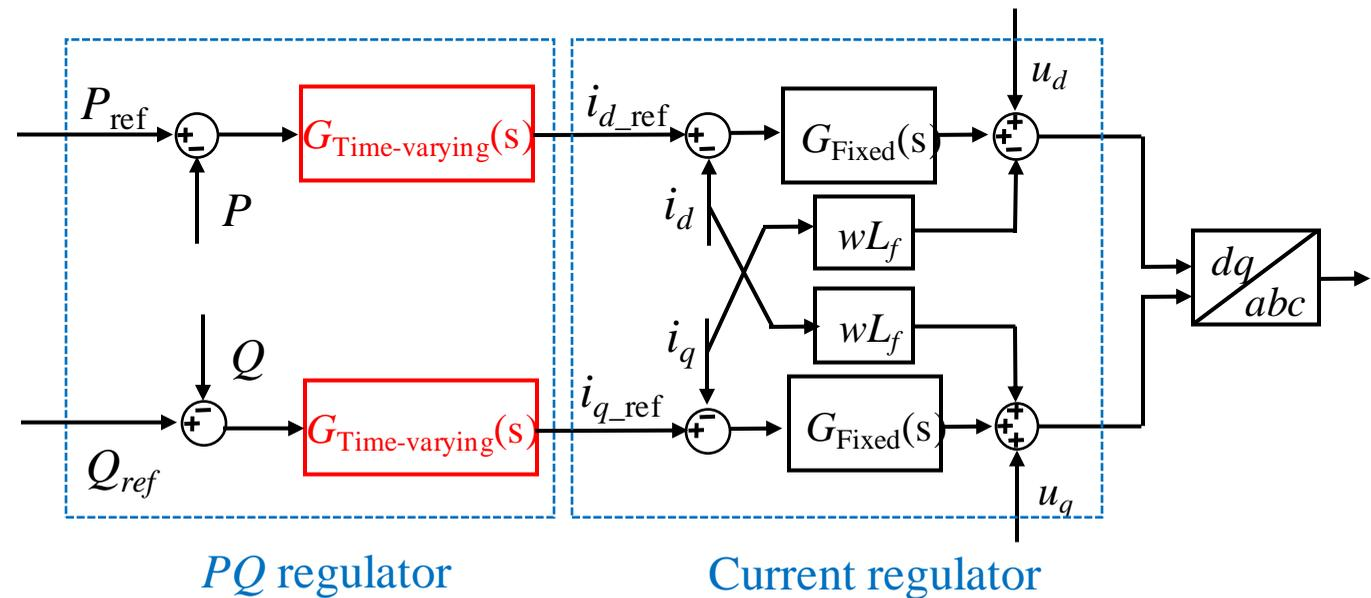 P_ref
G_Time-varying(s)
i_d_ref
G_Fixed(s)
u_d
P
i_d
wL_f
dq
abc
wL_f
Q
i_q
Q_ref
G_Time-varying(s)
i_q_ref
G_Fixed(s)
u_q
PQ regulator
Current regulator